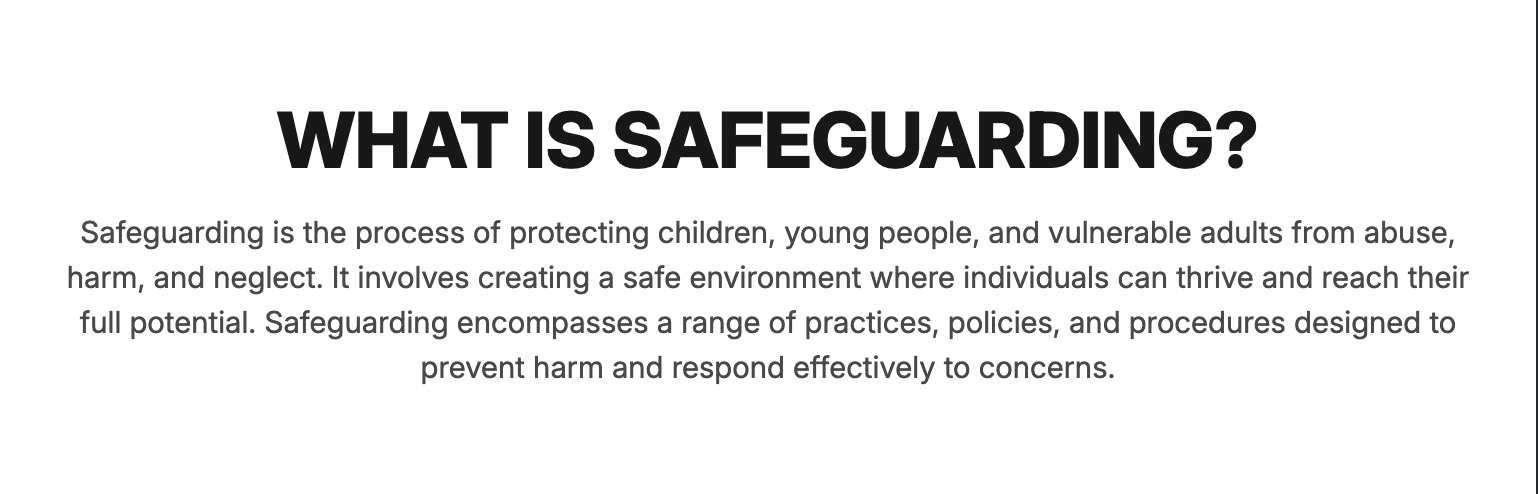 WHAT IS SAFEGUARDING?
Safeguarding is the process of protecting children, young people, and vulnerable adults from abuse,
harm, and neglect. It involves creating a safe environment where individuals can thrive and reach their
full potential. Safeguarding encompasses a range of practices, policies, and procedures designed to
prevent harm and respond effectively to concerns.